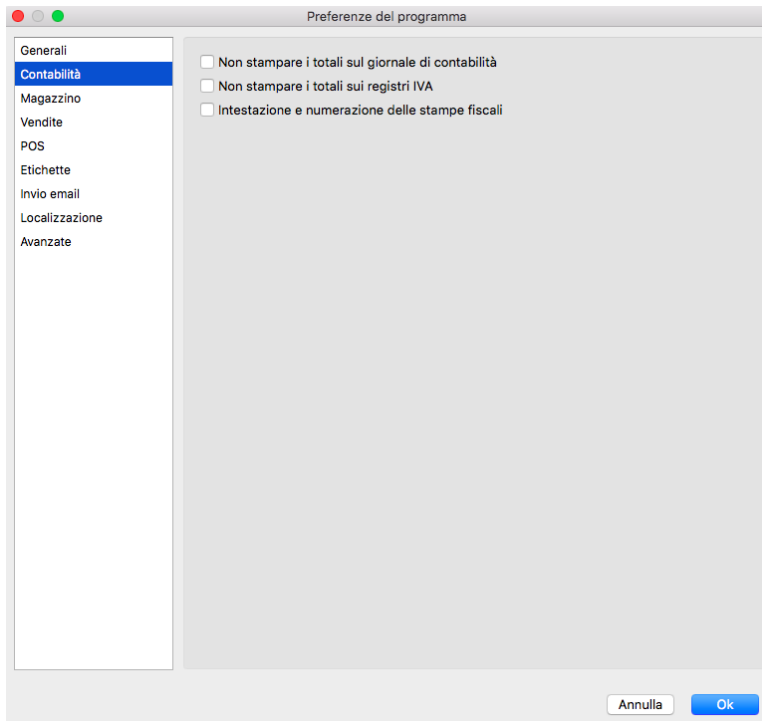 Preferenze del programma
Generali
Contabilità
Magazzino
Vendite
POS
Etichette
Invio email
Localizzazione
Avanzate
Non stampare i totali sul giornale di contabilità
Non stampare i totali sui registri IVA
Intestazione e numerazione delle stampe fiscali
Annulla
Ok